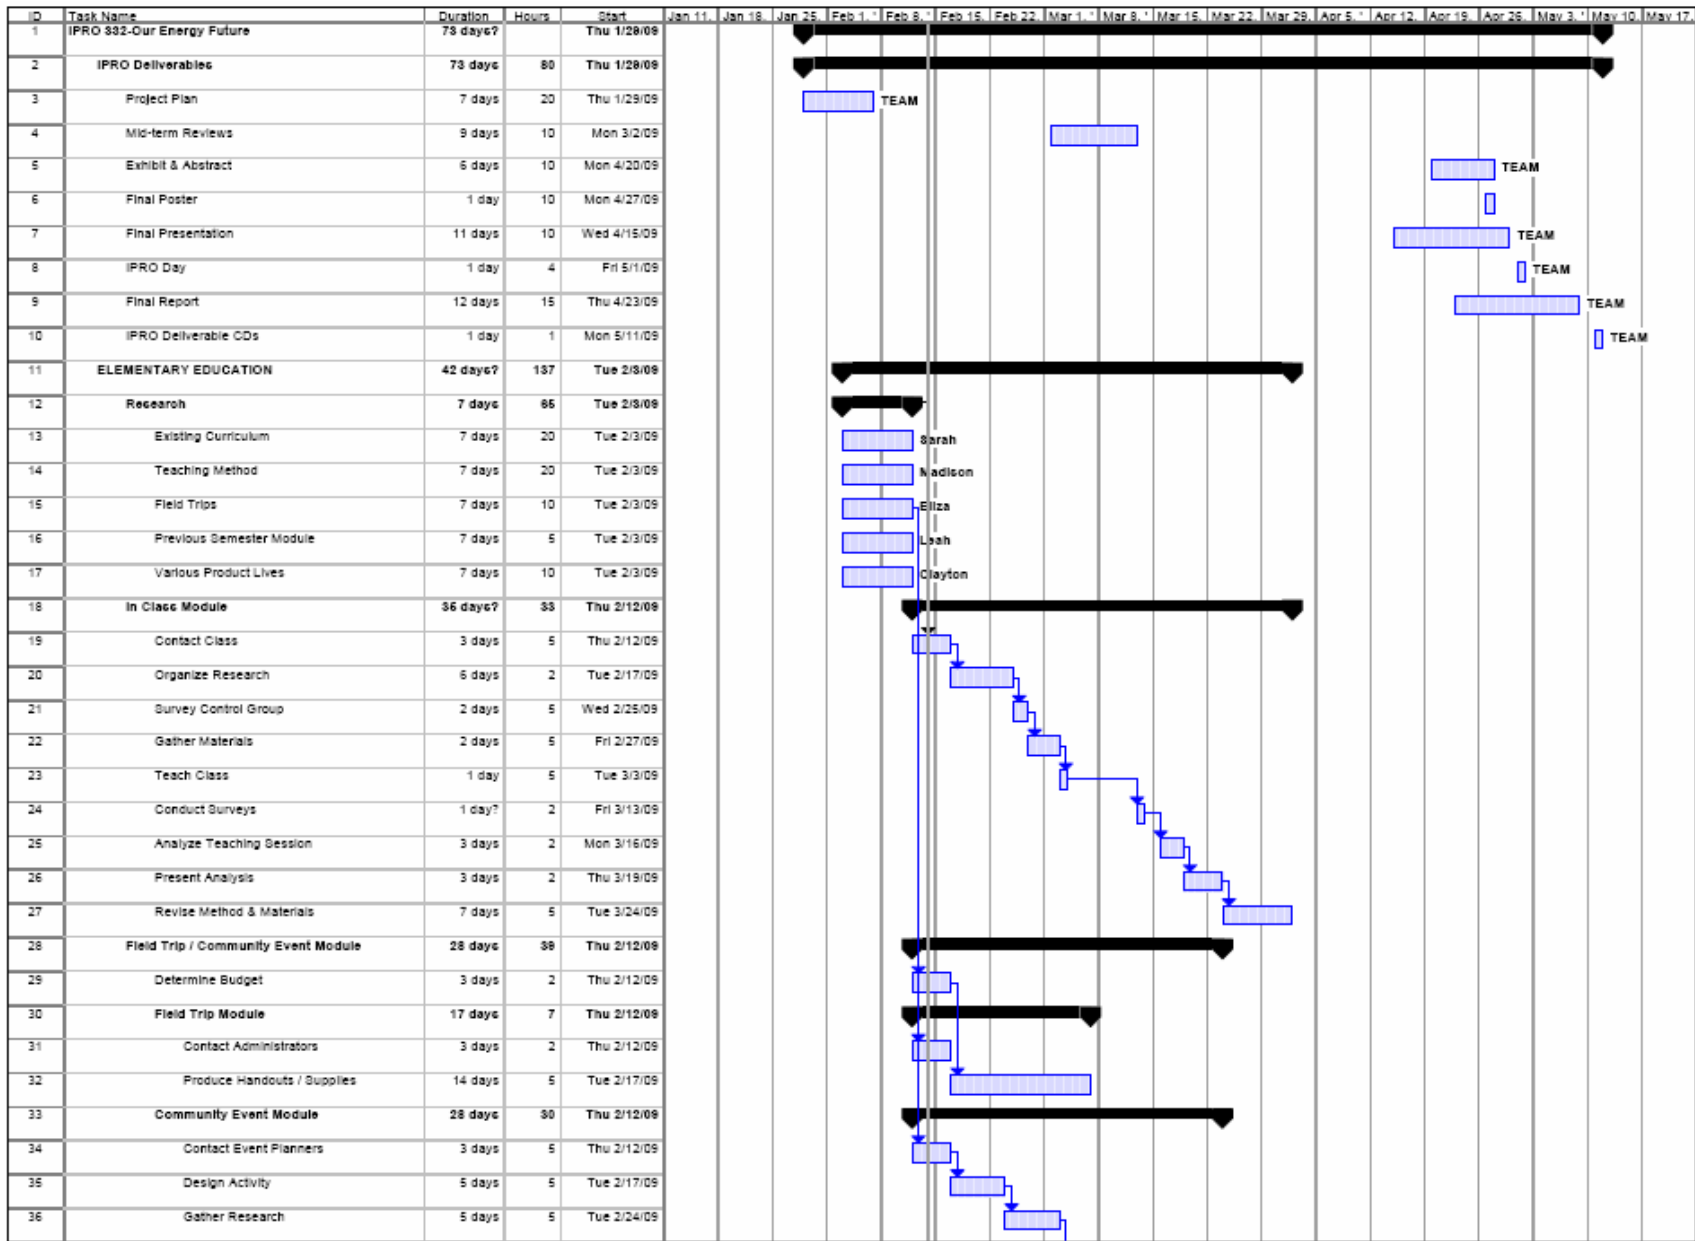 ID Task Name Duration Hours Start Jan 11, Jan 18, Jan 25, Feb 1, ' Feb 8, ' Feb 15, Feb 22, Mar 1, ' Mar 8, ' Mar 15, Mar 22, Mar 29, Apr 5, ' Apr 12, Apr 19, Apr 26, May 3, ' May 10, May 17,
1 IPRO 332-Our Energy Future 73 days? Thu 1/29/09
2 IPRO Deliverables 73 days 80 Thu 1/29/09
3 Project Plan 7 days 20 Thu 1/29/09 TEAM
4 Mid-term Reviews 9 days 10 Mon 3/2/09
5 Exhibit & Abstract 6 days 10 Mon 4/20/09 TEAM
6 Final Poster 1 day 10 Mon 4/27/09
7 Final Presentation 11 days 10 Wed 4/15/09 TEAM
8 IPRO Day 1 day 4 Fri 5/1/09 TEAM
9 Final Report 12 days 15 Thu 4/23/09 TEAM
10 IPRO Deliverable CDs 1 day 1 Mon 5/11/09 TEAM
11 ELEMENTARY EDUCATION 42 days? 137 Tue 2/3/09
12 Research 7 days 65 Tue 2/3/09
13 Existing Curriculum 7 days 20 Tue 2/3/09 Sarah
14 Teaching Method 7 days 20 Tue 2/3/09 Madison
15 Field Trips 7 days 10 Tue 2/3/09 Eliza
16 Previous Semester Module 7 days 5 Tue 2/3/09 Leah
17 Various Product Lives 7 days 10 Tue 2/3/09 Clayton
18 In Class Module 35 days? 33 Thu 2/12/09
19 Contact Class 3 days 5 Thu 2/12/09
20 Organize Research 6 days 2 Tue 2/17/09
21 Survey Control Group 2 days 5 Wed 2/25/09
22 Gather Materials 2 days 5 Fri 2/27/09
23 Teach Class 1 day 5 Tue 3/3/09
24 Conduct Surveys 1 day? 2 Fri 3/13/09
25 Analyze Teaching Session 3 days 2 Mon 3/16/09
26 Present Analysis 3 days 2 Thu 3/19/09
27 Revise Method & Materials 7 days 5 Tue 3/24/09
28 Field Trip / Community Event Module 28 days 39 Thu 2/12/09
29 Determine Budget 3 days 2 Thu 2/12/09
30 Field Trip Module 17 days 7 Thu 2/12/09
31 Contact Administrators 3 days 2 Thu 2/12/09
32 Produce Handouts / Supplies 14 days 5 Tue 2/17/09
33 Community Event Module 28 days 30 Thu 2/12/09
34 Contact Event Planners 3 days 5 Thu 2/12/09
35 Design Activity 5 days 5 Tue 2/17/09
36 Gather Research 5 days 5 Tue 2/24/09